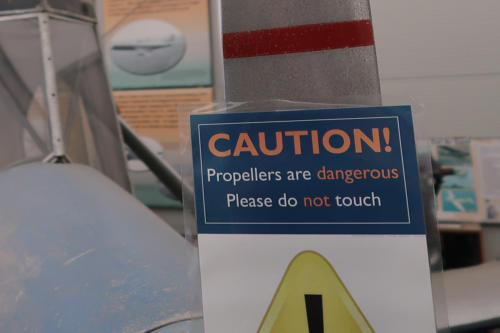 CAUTION!
Propellers are dangerous
Please do not touch
!